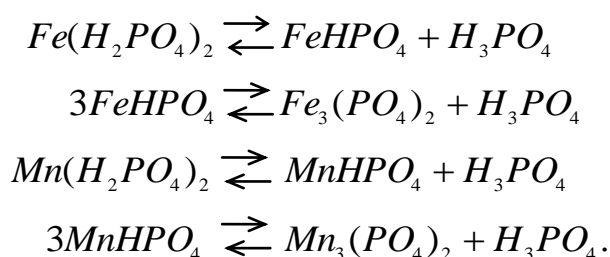 Fe(H₂PO₄)₂ ⇄ FeHPO₄ + H₃PO₄
3FeHPO₄ ⇄ Fe₃(PO₄)₂ + H₃PO₄
Mn(H₂PO₄)₂ ⇄ MnHPO₄ + H₃PO₄
3MnHPO₄ ⇄ Mn₃(PO₄)₂ + H₃PO₄.